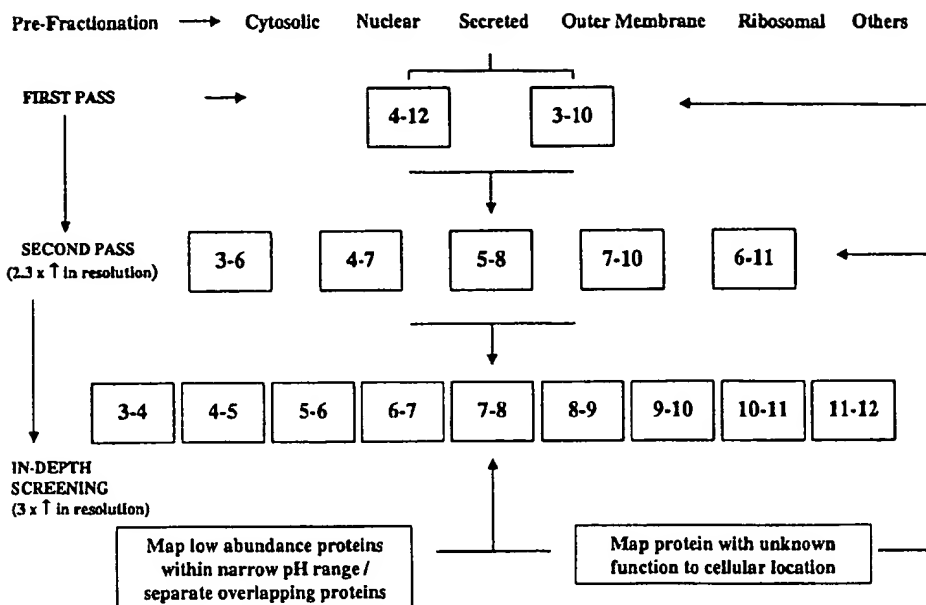 Pre-Fractionation Cytosolic Nuclear Secreted Outer Membrane Ribosomal Others
FIRST PASS
4-12 3-10
SECOND PASS
(2.3 x ↑ in resolution)
3-6 4-7 5-8 7-10 6-11
3-4 4-5 5-6 6-7 7-8 8-9 9-10 10-11 11-12
IN-DEPTH
SCREENING
(3 x ↑ in resolution)
Map low abundance proteins
within narrow pH range /
separate overlapping proteins
Map protein with unknown
function to cellular location